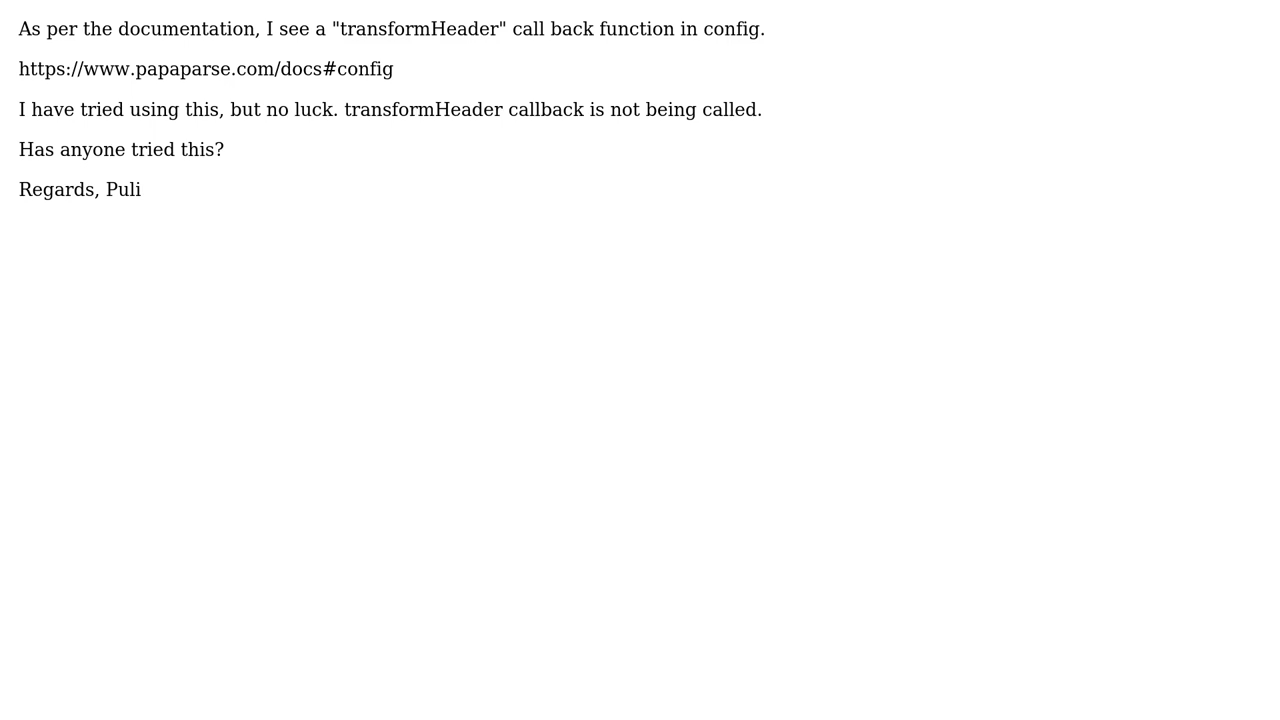 As per the documentation, I see a "transformHeader" call back function in config.
https://www.papaparse.com/docs#config
I have tried using this, but no luck. transformHeader callback is not being called.
Has anyone tried this?
Regards, Puli